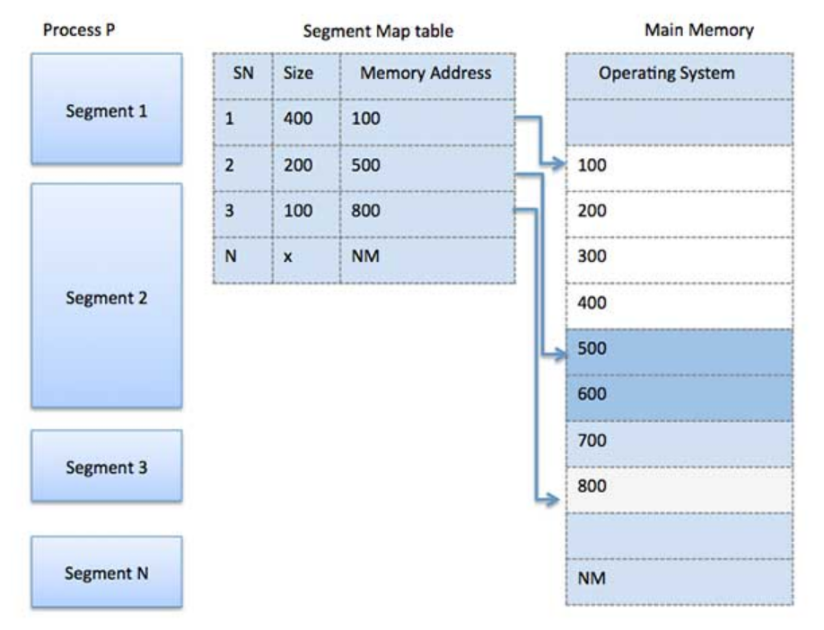 Process P
Segment 1
Segment 2
Segment 3
Segment N
Segment Map table
SN Size Memory Address
1 400 100
2 200 500
3 100 800
N x NM
Main Memory
Operating System
100
200
300
400
500
600
700
800
NM